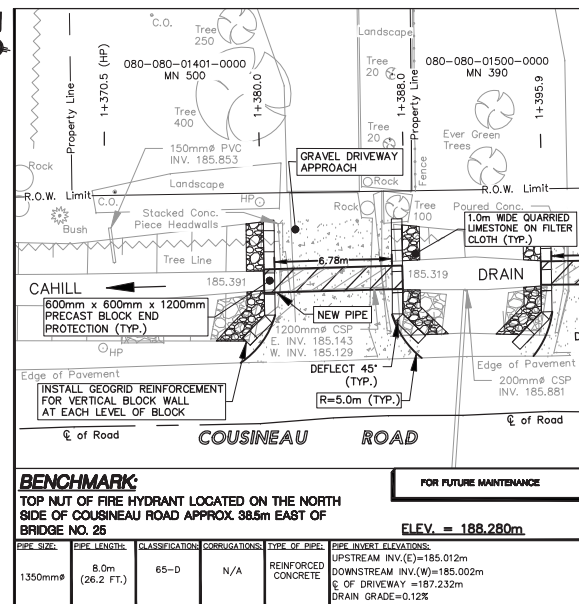 C.O.
Tree
250
Landscape
080-080-01401-0000
MN 500
080-080-01500-0000
MN 390
Tree
20
Property Line
1+370.5 (HP)
1+380.0
Property Line
1+388.0
1+395.9
Tree
400
Tree
20
Ever Green
Trees
150mmø PVC
INV. 185.853
GRAVEL DRIVEWAY
APPROACH
Fence
Rock
Landscape
Rock
R.O.W. Limit
R.O.W. Limit
C.O.
HP
Rock
Tree
100
Poured Conc.
Bush
Stacked Conc.
Piece Headwalls
1.0m WIDE QUARRIED
LIMESTONE ON FILTER
CLOTH (TYP.)
Tree Line
6.78m
CAHILL
185.391
185.319
DRAIN
600mm x 600mm x 1200mm
PRECAST BLOCK END
PROTECTION (TYP.)
NEW PIPE
1200mmø CSP
E. INV. 185.143
W. INV. 185.129
HP
Edge of Pavement
DEFLECT 45°
(TYP.)
Edge of Pavement
200mmø CSP
INV. 185.881
INSTALL GEOGRID REINFORCEMENT
FOR VERTICAL BLOCK WALL
AT EACH LEVEL OF BLOCK
R=5.0m (TYP.)
℄ of Road
COUSINEAU ROAD
℄ of Road
BENCHMARK:
TOP NUT OF FIRE HYDRANT LOCATED ON THE NORTH
SIDE OF COUSINEAU ROAD APPROX. 38.5m EAST OF
BRIDGE NO. 25
FOR FUTURE MAINTENANCE
ELEV. = 188.280m
PIPE SIZE: PIPE LENGTH: CLASSIFICATION: CORRUGATIONS: TYPE OF PIPE: PIPE INVERT ELEVATIONS:
1350mmø
8.0m
(26.2 FT.)
65-D
N/A
REINFORCED
CONCRETE
UPSTREAM INV.(E)=185.012m
DOWNSTREAM INV.(W)=185.002m
℄ OF DRIVEWAY =187.232m
DRAIN GRADE=0.12%